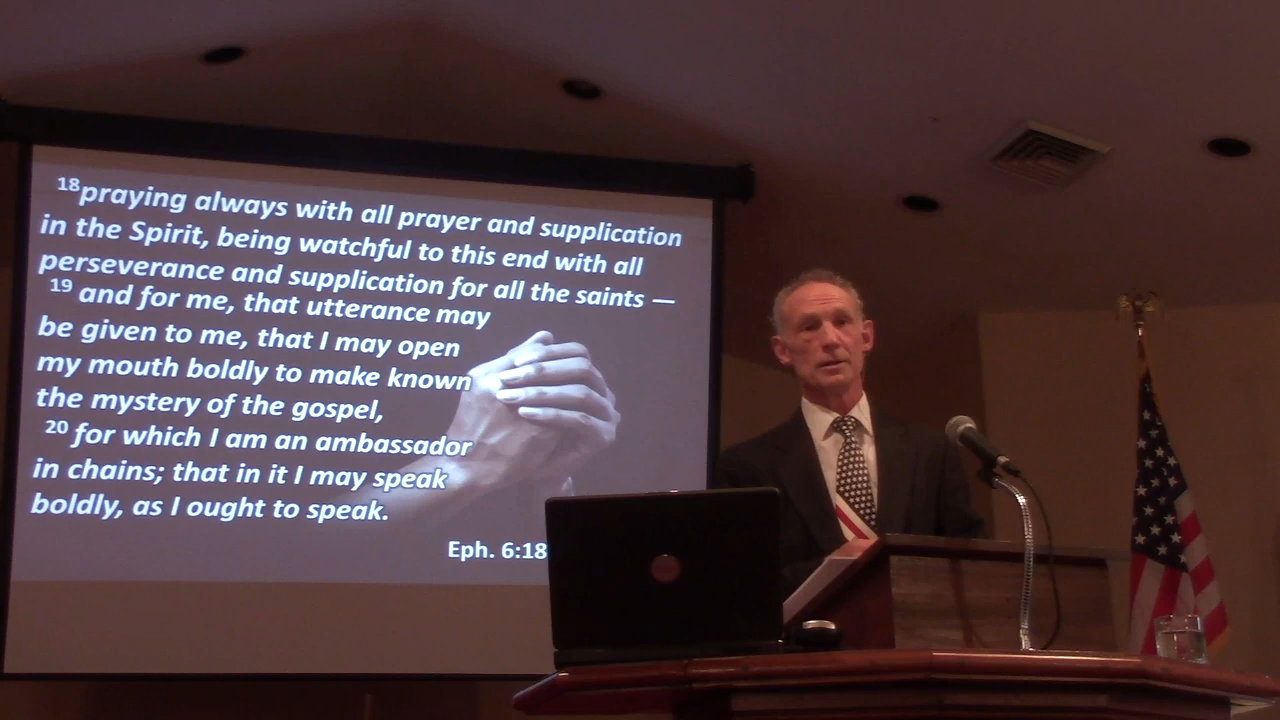 18praying always with all prayer and supplication
in the Spirit, being watchful to this end with all
perseverance and supplication for all the saints —
19 and for me, that utterance may
be given to me, that I may open
my mouth boldly to make known
the mystery of the gospel,
20 for which I am an ambassador
in chains; that in it I may speak
boldly, as I ought to speak.
Eph. 6:18